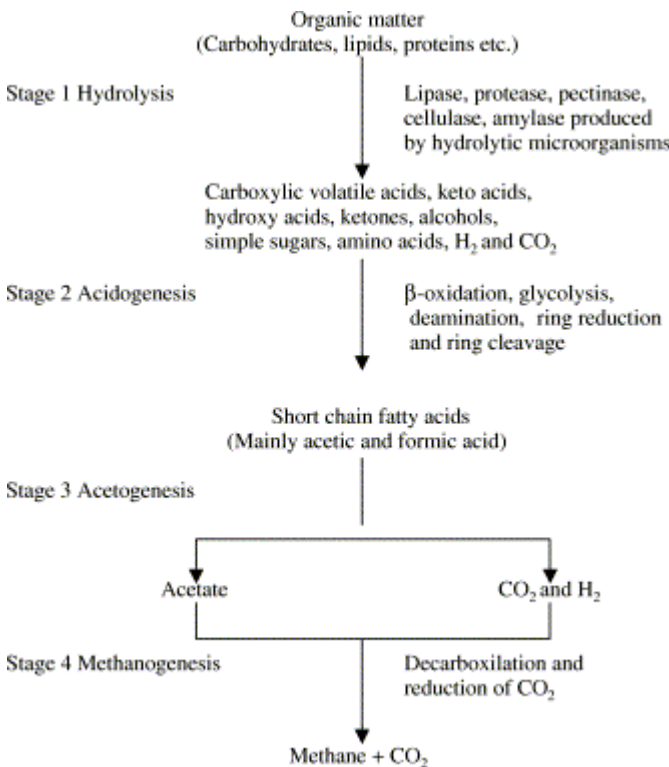 Organic matter
(Carbohydrates, lipids, proteins etc.)
Stage 1 Hydrolysis
Lipase, protease, pectinase,
cellulase, amylase produced
by hydrolytic microorganisms
Carboxylic volatile acids, keto acids,
hydroxy acids, ketones, alcohols,
simple sugars, amino acids, H₂ and CO₂
Stage 2 Acidogenesis
β-oxidation, glycolysis,
deamination, ring reduction
and ring cleavage
Short chain fatty acids
(Mainly acetic and formic acid)
Stage 3 Acetogenesis
Acetate
CO₂ and H₂
Stage 4 Methanogenesis
Decarboxilation and
reduction of CO₂
Methane + CO₂